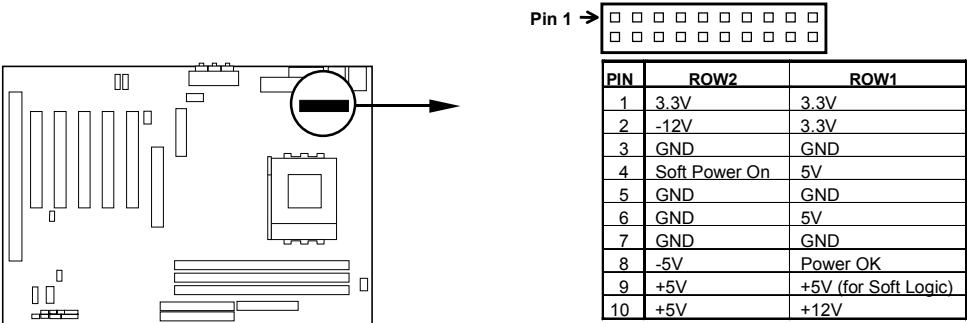 Pin 1
PIN ROW2 ROW1
1 3.3V 3.3V
2 -12V 3.3V
3 GND GND
4 Soft Power On 5V
5 GND GND
6 GND 5V
7 GND GND
8 -5V Power OK
9 +5V +5V (for Soft Logic)
10 +5V +12V